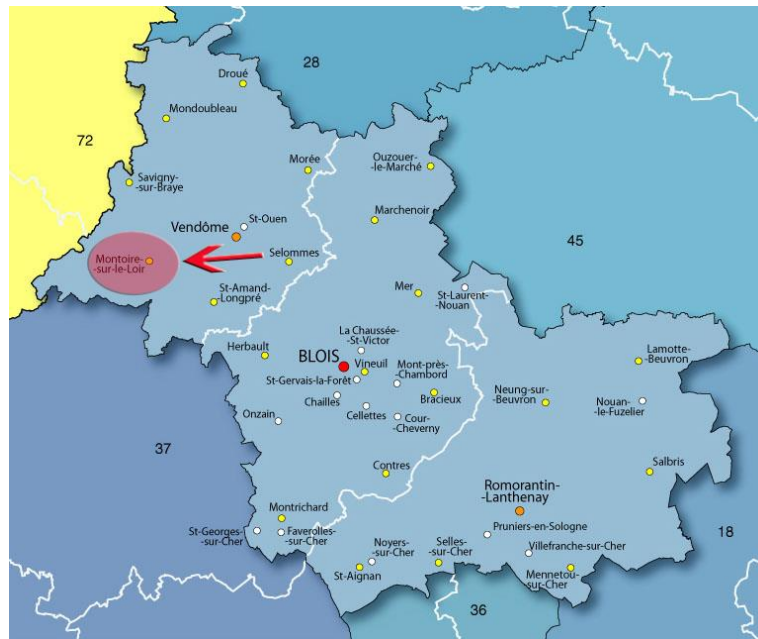 28
Droué
Mondoubleau
72
Morée
Ouzouer-
-le-Marché
Savigny-
-sur-Braye
Marchenoir
St-Ouen
Vendôme
45
Montoire-
-sur-le-Loir
Selommes
St-Amand-
-Longpré
Mer
St-Laurent-
-Nouan
La Chaussée-
-St-Victor
Herbault
BLOIS
Vineuil
Mont-près-
-Chambord
Lamotte-
-Beuvron
St-Gervais-la-Forêt
Neung-sur-
-Beuvron
Nouan-
-le-Fuzelier
Chailles
Bracieux
Cellettes
Onzain
Cour-
-Cheverny
37
Contres
Salbris
Romorantin-
-Lanthenay
Montrichard
St-Georges-
-sur-Cher
Faverolles-
-sur-Cher
Pruniers-en-Sologne
18
Noyers-
-sur-Cher
Selles-
-sur-Cher
Villefranche-sur-Cher
St-Aignan
Mennetou-
-sur-Cher
36